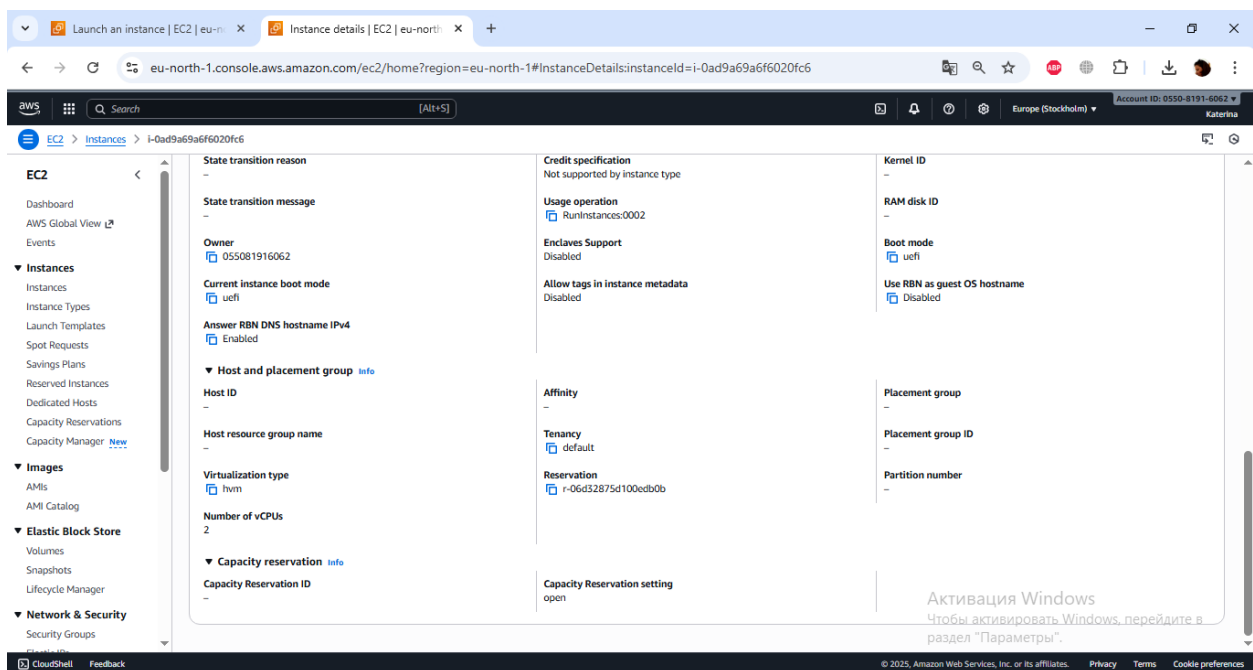 Launch an instance | EC2 | eu-n
Instance details | EC2 | eu-north
eu-north-1.console.aws.amazon.com/ec2/home?region=eu-north-1#InstanceDetails:instanceId=i-0ad9a69a6f6020fc6
ABP
aws
Search
[Alt+S]
Europe (Stockholm)
Account ID: 0550-8191-6062
Katerina
EC2 > Instances > i-0ad9a69a6f6020fc6
EC2
Dashboard
AWS Global View
Events
Instances
Instances
Instance Types
Launch Templates
Spot Requests
Savings Plans
Reserved Instances
Dedicated Hosts
Capacity Reservations
Capacity Manager New
Images
AMIs
AMI Catalog
Elastic Block Store
Volumes
Snapshots
Lifecycle Manager
Network & Security
Security Groups
Elastic IPs
State transition reason
–
Credit specification
Not supported by instance type
Kernel ID
–
State transition message
–
Usage operation
RunInstances:0002
RAM disk ID
–
Owner
055081916062
Enclaves Support
Disabled
Boot mode
uefi
Current instance boot mode
uefi
Allow tags in instance metadata
Disabled
Use RBN as guest OS hostname
Disabled
Answer RBN DNS hostname IPv4
Enabled
Host and placement group Info
Host ID
–
Affinity
–
Placement group
–
Host resource group name
–
Tenancy
default
Placement group ID
–
Virtualization type
hvm
Reservation
r-06d32875d100edb0b
Partition number
–
Number of vCPUs
2
Capacity reservation Info
Capacity Reservation ID
–
Capacity Reservation setting
open
Активация Windows
Чтобы активировать Windows, перейдите в
раздел "Параметры".
CloudShell Feedback
© 2025, Amazon Web Services, Inc. or its affiliates. Privacy Terms Cookie preferences